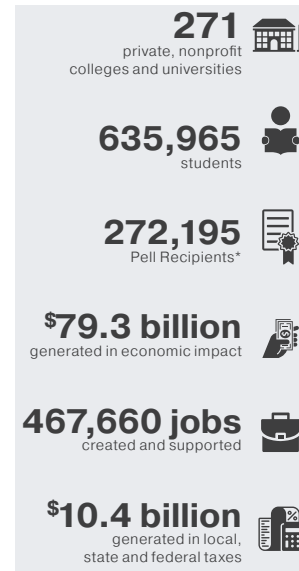 271
private, nonprofit
colleges and universities
635,965
students
272,195
Pell Recipients*
$79.3 billion
generated in economic impact
467,660 jobs
created and supported
$10.4 billion
generated in local,
state and federal taxes